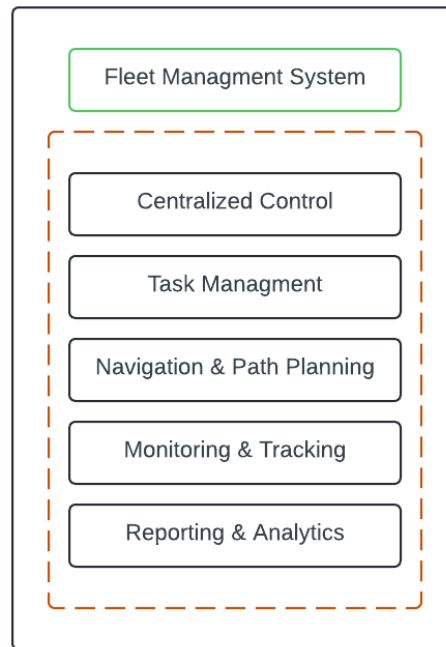 Fleet Managment System
Centralized Control
Task Managment
Navigation & Path Planning
Monitoring & Tracking
Reporting & Analytics